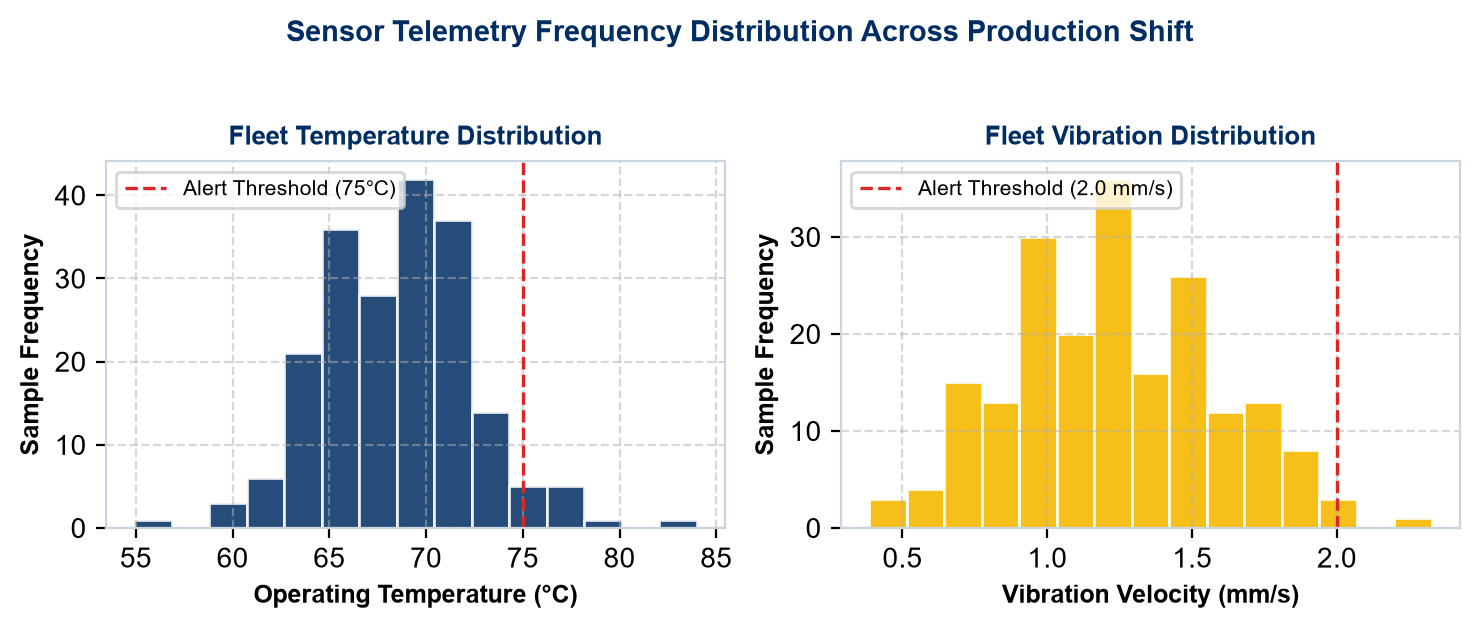 Sensor Telemetry Frequency Distribution Across Production Shift
Fleet Temperature Distribution
Alert Threshold (75°C)
Sample Frequency
40
30
20
10
0
55 60 65 70 75 80 85
Operating Temperature (°C)
Fleet Vibration Distribution
Alert Threshold (2.0 mm/s)
Sample Frequency
30
20
10
0
0.5 1.0 1.5 2.0
Vibration Velocity (mm/s)